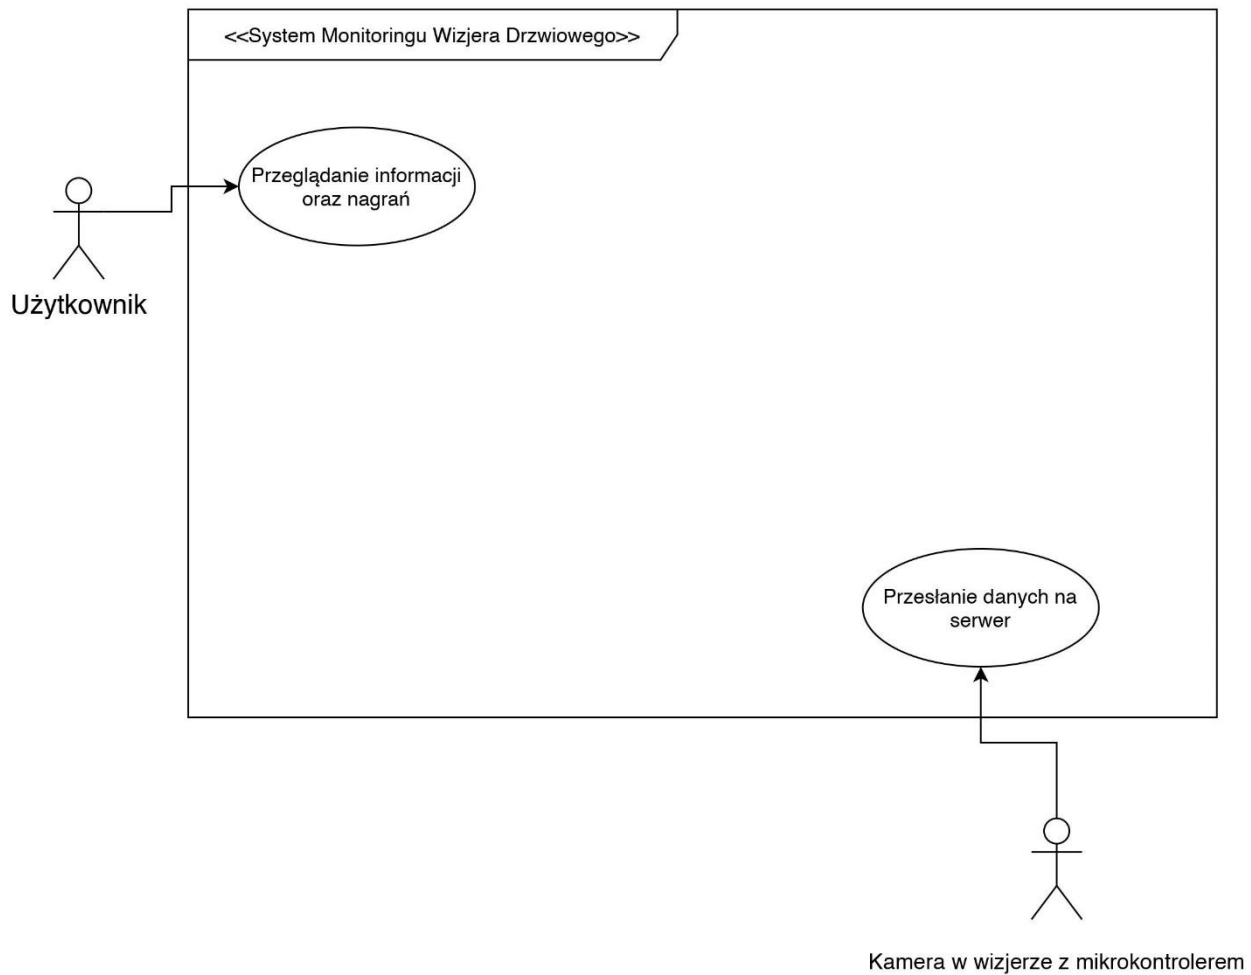 <<System Monitoringu Wizjera Drzwiowego>>
Przeglądanie informacji
oraz nagrań
Użytkownik
Przesłanie danych na
serwer
Kamera w wizjerze z mikrokontrolerem